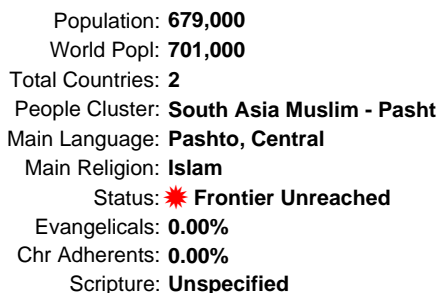 Population: 679,000
World Popl: 701,000
Total Countries: 2
People Cluster: South Asia Muslim - Pasht
Main Language: Pashto, Central
Main Religion: Islam
Status: Frontier Unreached
Evangelicals: 0.00%
Chr Adherents: 0.00%
Scripture: Unspecified